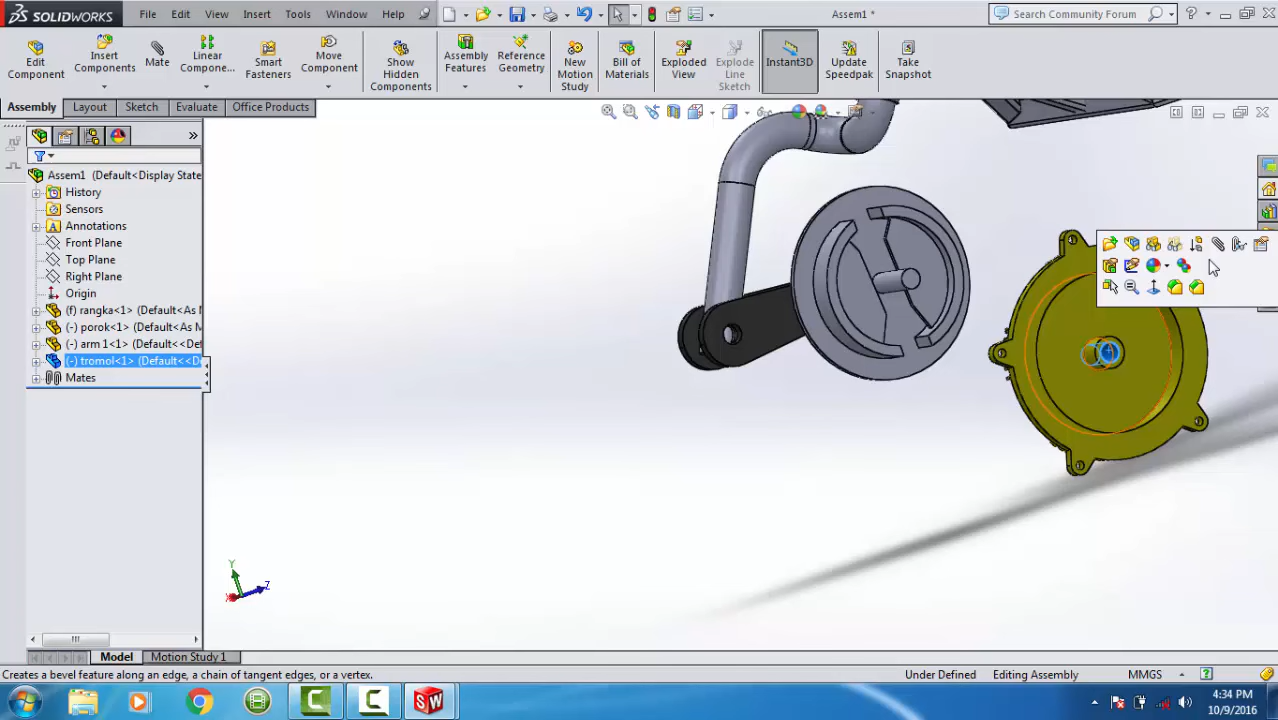 SOLIDWORKS File Edit View Insert Tools Window Help Assem1 * Search Community Forum
Edit Component
Insert Components
Mate
Linear Compone...
Smart Fasteners
Move Component
Show Hidden Components
Assembly Features
Reference Geometry
New Motion Study
Bill of Materials
Exploded View
Explode Line Sketch
Instant3D
Update Speedpak
Take Snapshot
Assembly Layout Sketch Evaluate Office Products
Assem1 (Default<Display State
History
Sensors
Annotations
Front Plane
Top Plane
Right Plane
Origin
(f) rangka<1> (Default<As M
(-) porok<1> (Default<As M
(-) arm 1<1> (Default<<Def
(-) tromol<1> (Default<<De
Mates
Y
Z
X
Model Motion Study 1
Creates a bevel feature along an edge, a chain of tangent edges, or a vertex. Under Defined Editing Assembly MMGS
4:34 PM
10/9/2016